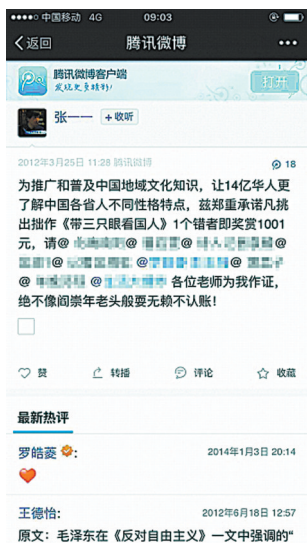 中国移动 4G 09:03
返回 腾讯微博
腾讯微博客户端
发现更多精彩! 打开
张一一 +收听
2012年3月25日 11:28 腾讯微博 18
为推广和普及中国地域文化知识，让14亿华人更
了解中国各省人不同性格特点，兹郑重承诺凡挑
出拙作《带三只眼看国人》1个错者即奖赏1001
元，请@ @ @
@ @ @
@ @ 各位老师为我作证，
绝不像阎崇年老头般耍无赖不认账！
赞 转播 评论 收藏
最新热评
罗皓菱 : 2014年1月3日 20:14
王德怡: 2012年6月18日 12:57
原文：毛泽东在《反对自由主义》一文中强调的“